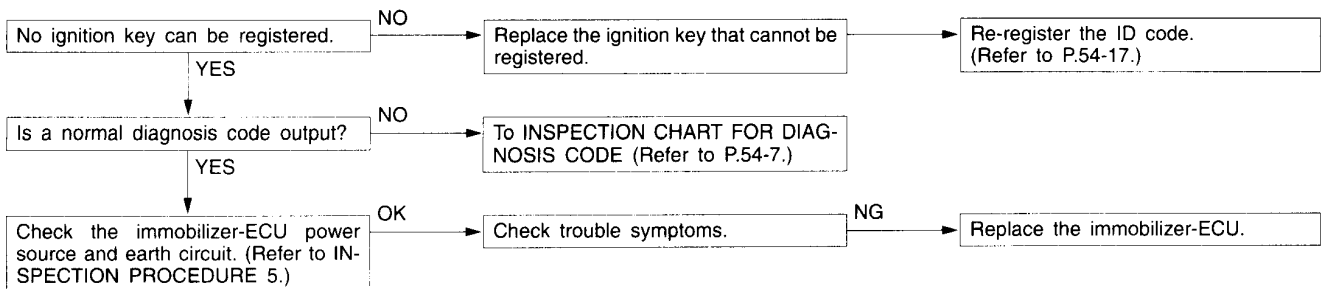 No ignition key can be registered.
NO
Replace the ignition key that cannot be
registered.
Re-register the ID code.
(Refer to P.54-17.)
YES
Is a normal diagnosis code output?
NO
To INSPECTION CHART FOR DIAG-
NOSIS CODE (Refer to P.54-7.)
YES
Check the immobilizer-ECU power
source and earth circuit. (Refer to IN-
SPECTION PROCEDURE 5.)
OK
Check trouble symptoms.
NG
Replace the immobilizer-ECU.